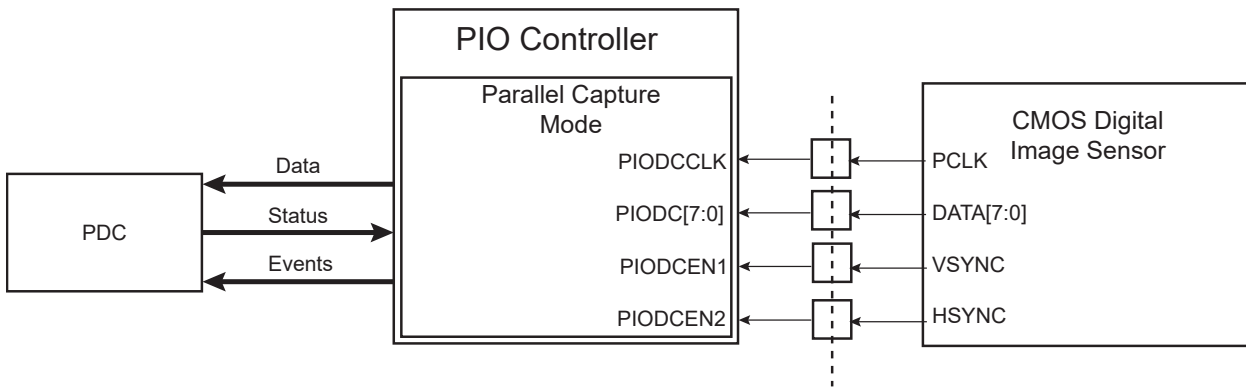 PIO Controller
Parallel Capture
Mode
PIODCCLK
PIODC[7:0]
PIODCEN1
PIODCEN2
Data
Status
Events
PDC
CMOS Digital
Image Sensor
PCLK
DATA[7:0]
VSYNC
HSYNC